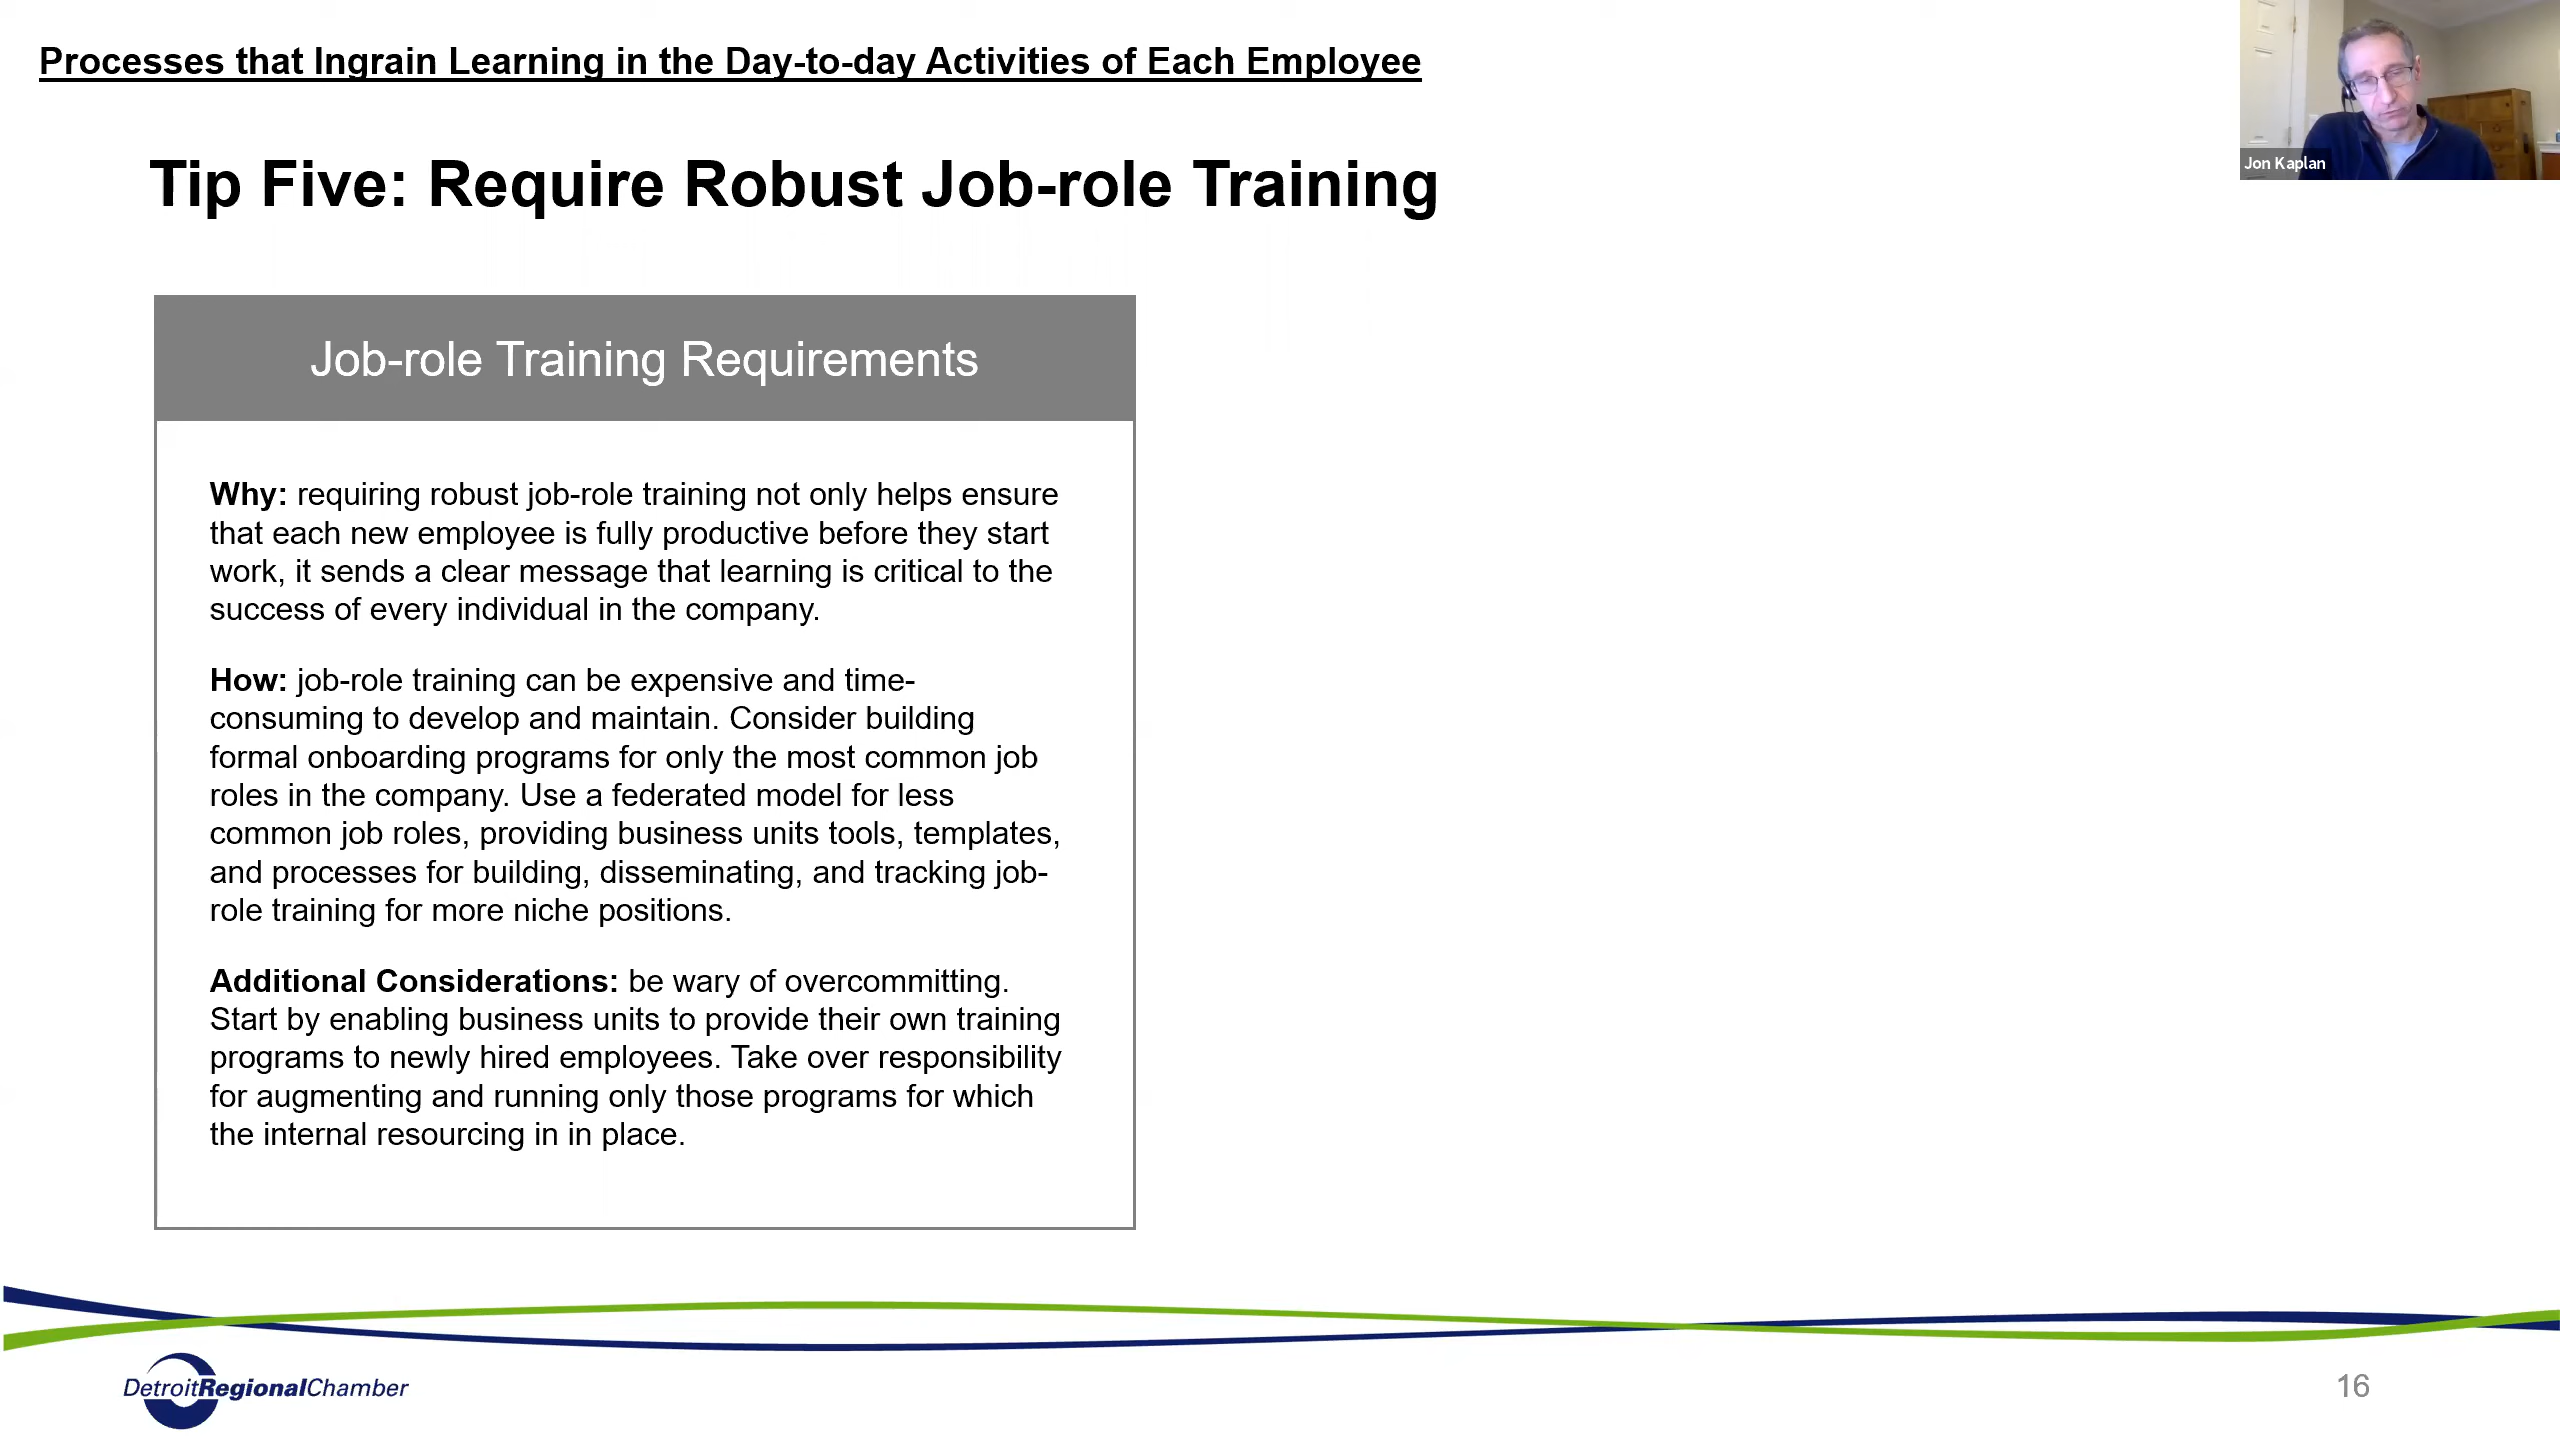 Processes that Ingrain Learning in the Day-to-day Activities of Each Employee
Jon Kaplan
Tip Five: Require Robust Job-role Training
Job-role Training Requirements
Why: requiring robust job-role training not only helps ensure
that each new employee is fully productive before they start
work, it sends a clear message that learning is critical to the
success of every individual in the company.
How: job-role training can be expensive and time-
consuming to develop and maintain. Consider building
formal onboarding programs for only the most common job
roles in the company. Use a federated model for less
common job roles, providing business units tools, templates,
and processes for building, disseminating, and tracking job-
role training for more niche positions.
Additional Considerations: be wary of overcommitting.
Start by enabling business units to provide their own training
programs to newly hired employees. Take over responsibility
for augmenting and running only those programs for which
the internal resourcing in in place.
DetroitRegionalChamber
16